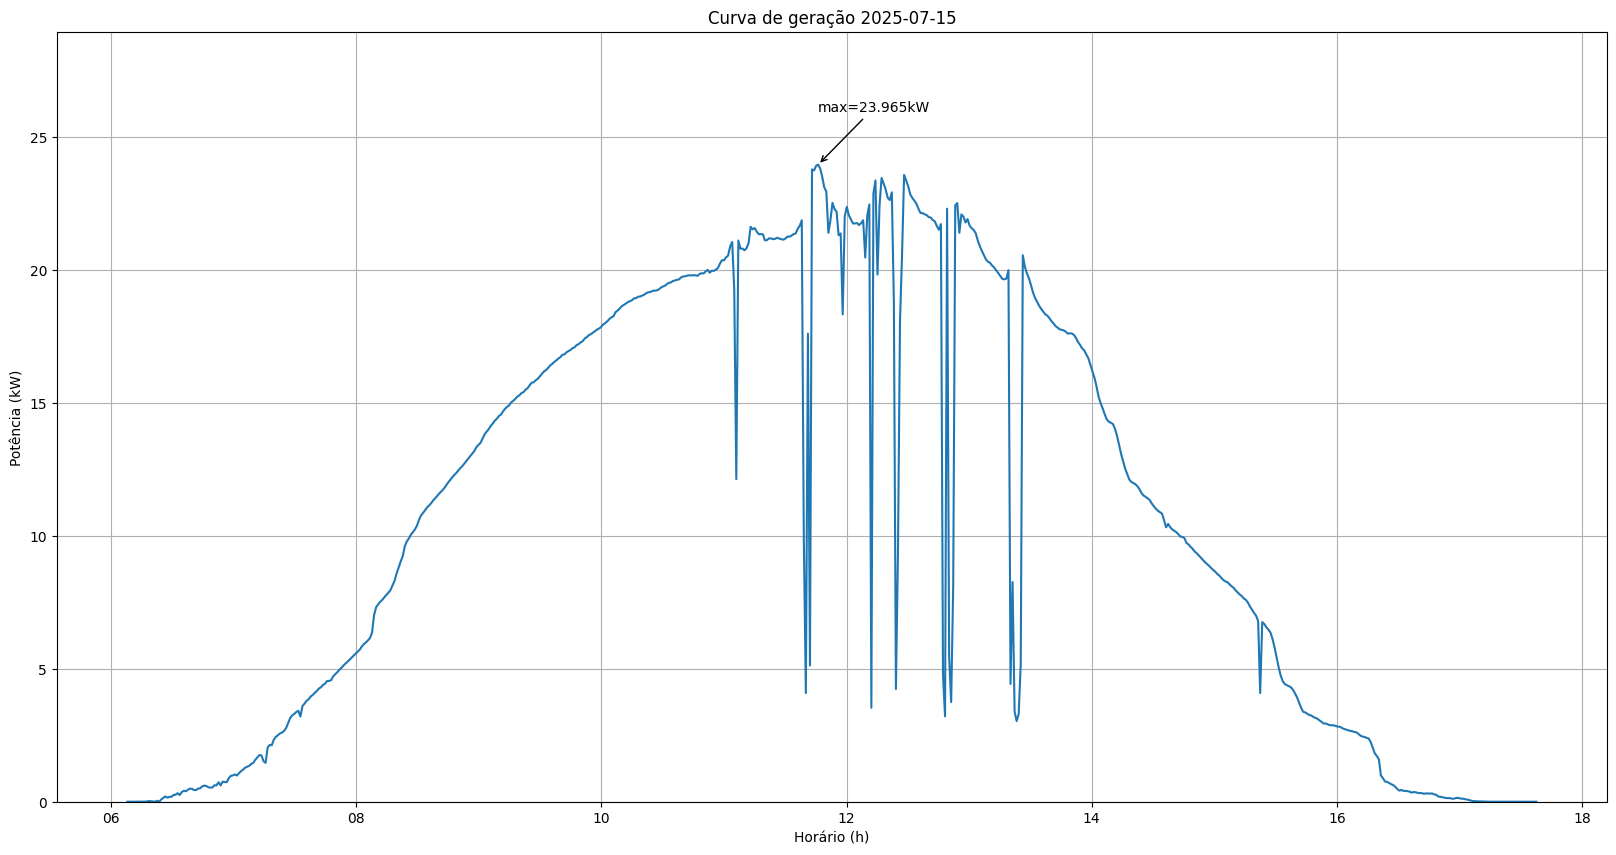 Curva de geração 2025-07-15
max=23.965kW
25
20
15
10
5
0
Potência (kW)
06 08 10 12 14 16 18
Horário (h)